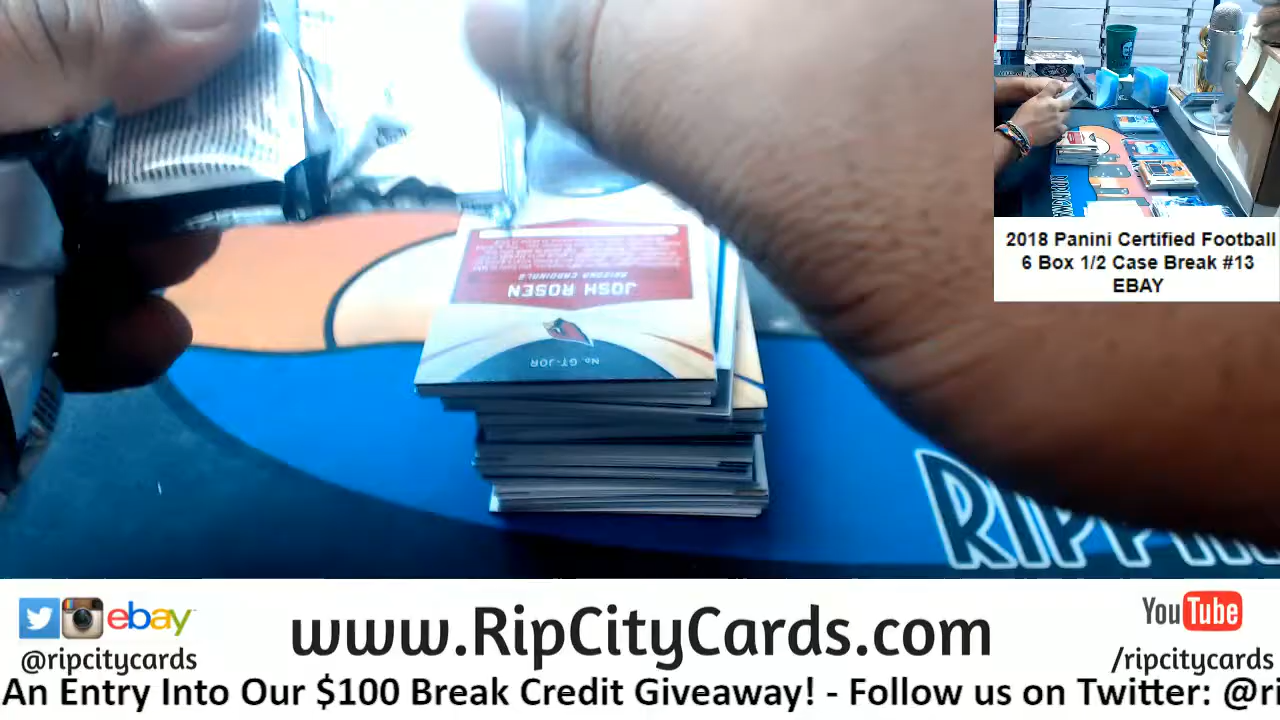 2018 Panini Certified Football
6 Box 1/2 Case Break #13
EBAY
No. GT-JOR
JOSH ROSEN
ARIZONA CARDINALS
RIPPIN
ebay
@ripcitycards
www.RipCityCards.com
YouTube
/ripcitycards
An Entry Into Our $100 Break Credit Giveaway! - Follow us on Twitter: @ri